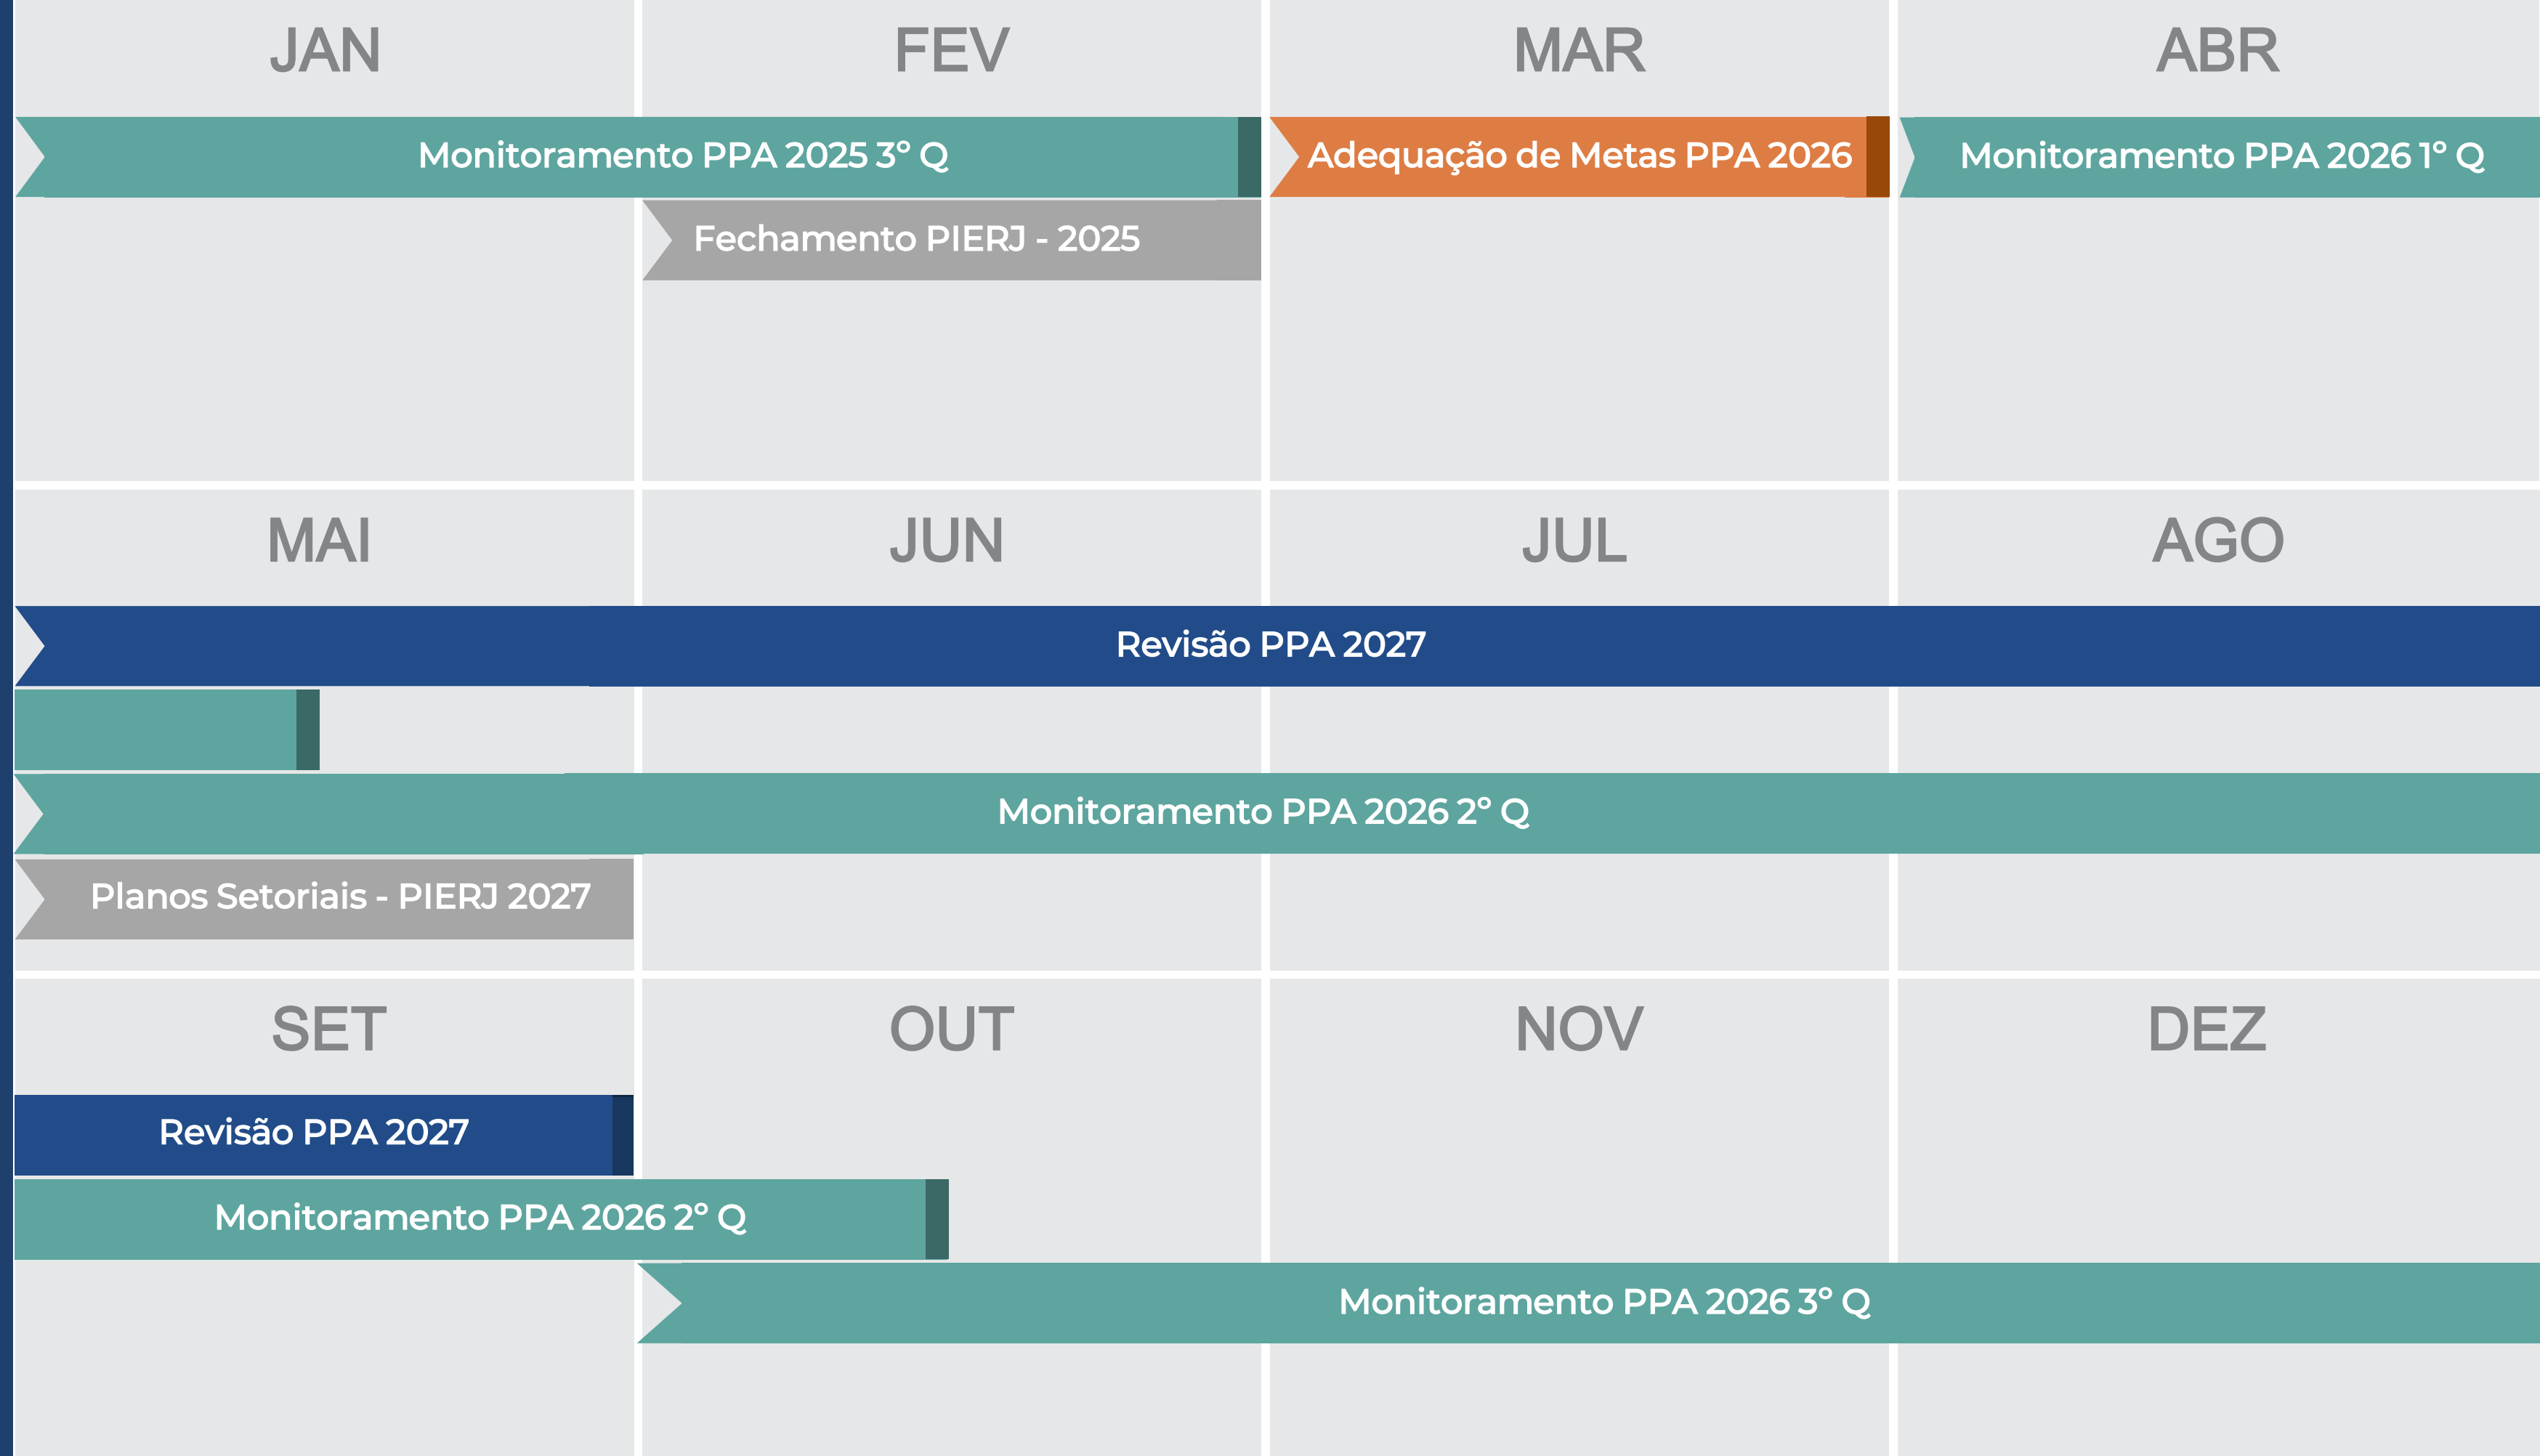 JAN
FEV
MAR
ABR
Monitoramento PPA 2025 3º Q
Adequação de Metas PPA 2026
Monitoramento PPA 2026 1º Q
Fechamento PIERJ - 2025
MAI
JUN
JUL
AGO
Revisão PPA 2027
Monitoramento PPA 2026 2º Q
Planos Setoriais - PIERJ 2027
SET
OUT
NOV
DEZ
Revisão PPA 2027
Monitoramento PPA 2026 2º Q
Monitoramento PPA 2026 3º Q